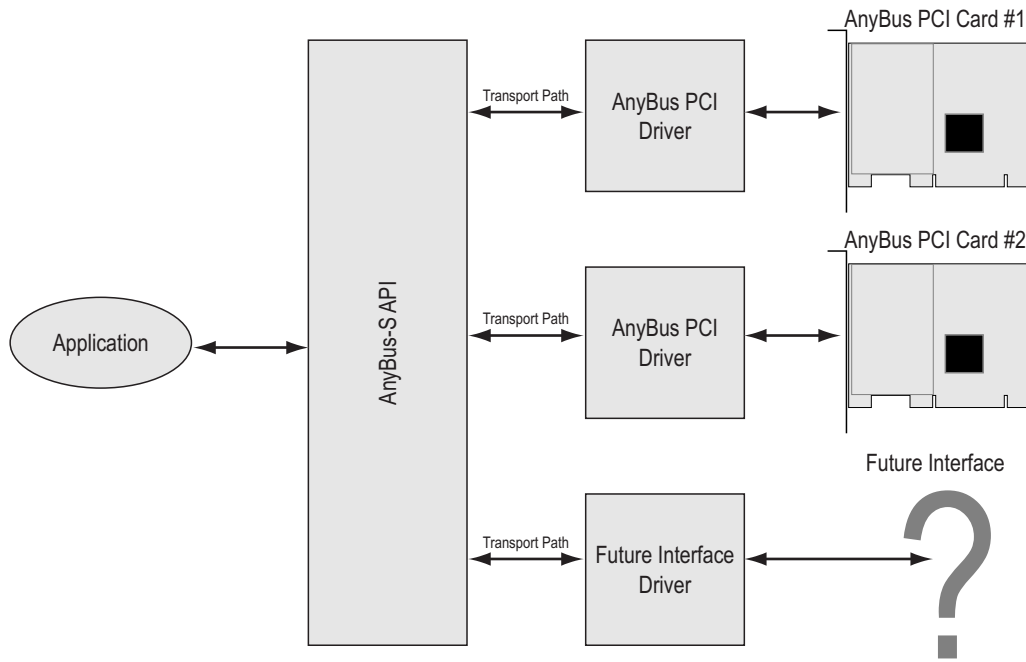 AnyBus PCI Card #1
Transport Path
AnyBus PCI
Driver
AnyBus PCI Card #2
Application
AnyBus-S API
Transport Path
AnyBus PCI
Driver
Future Interface
Transport Path
Future Interface
Driver
?